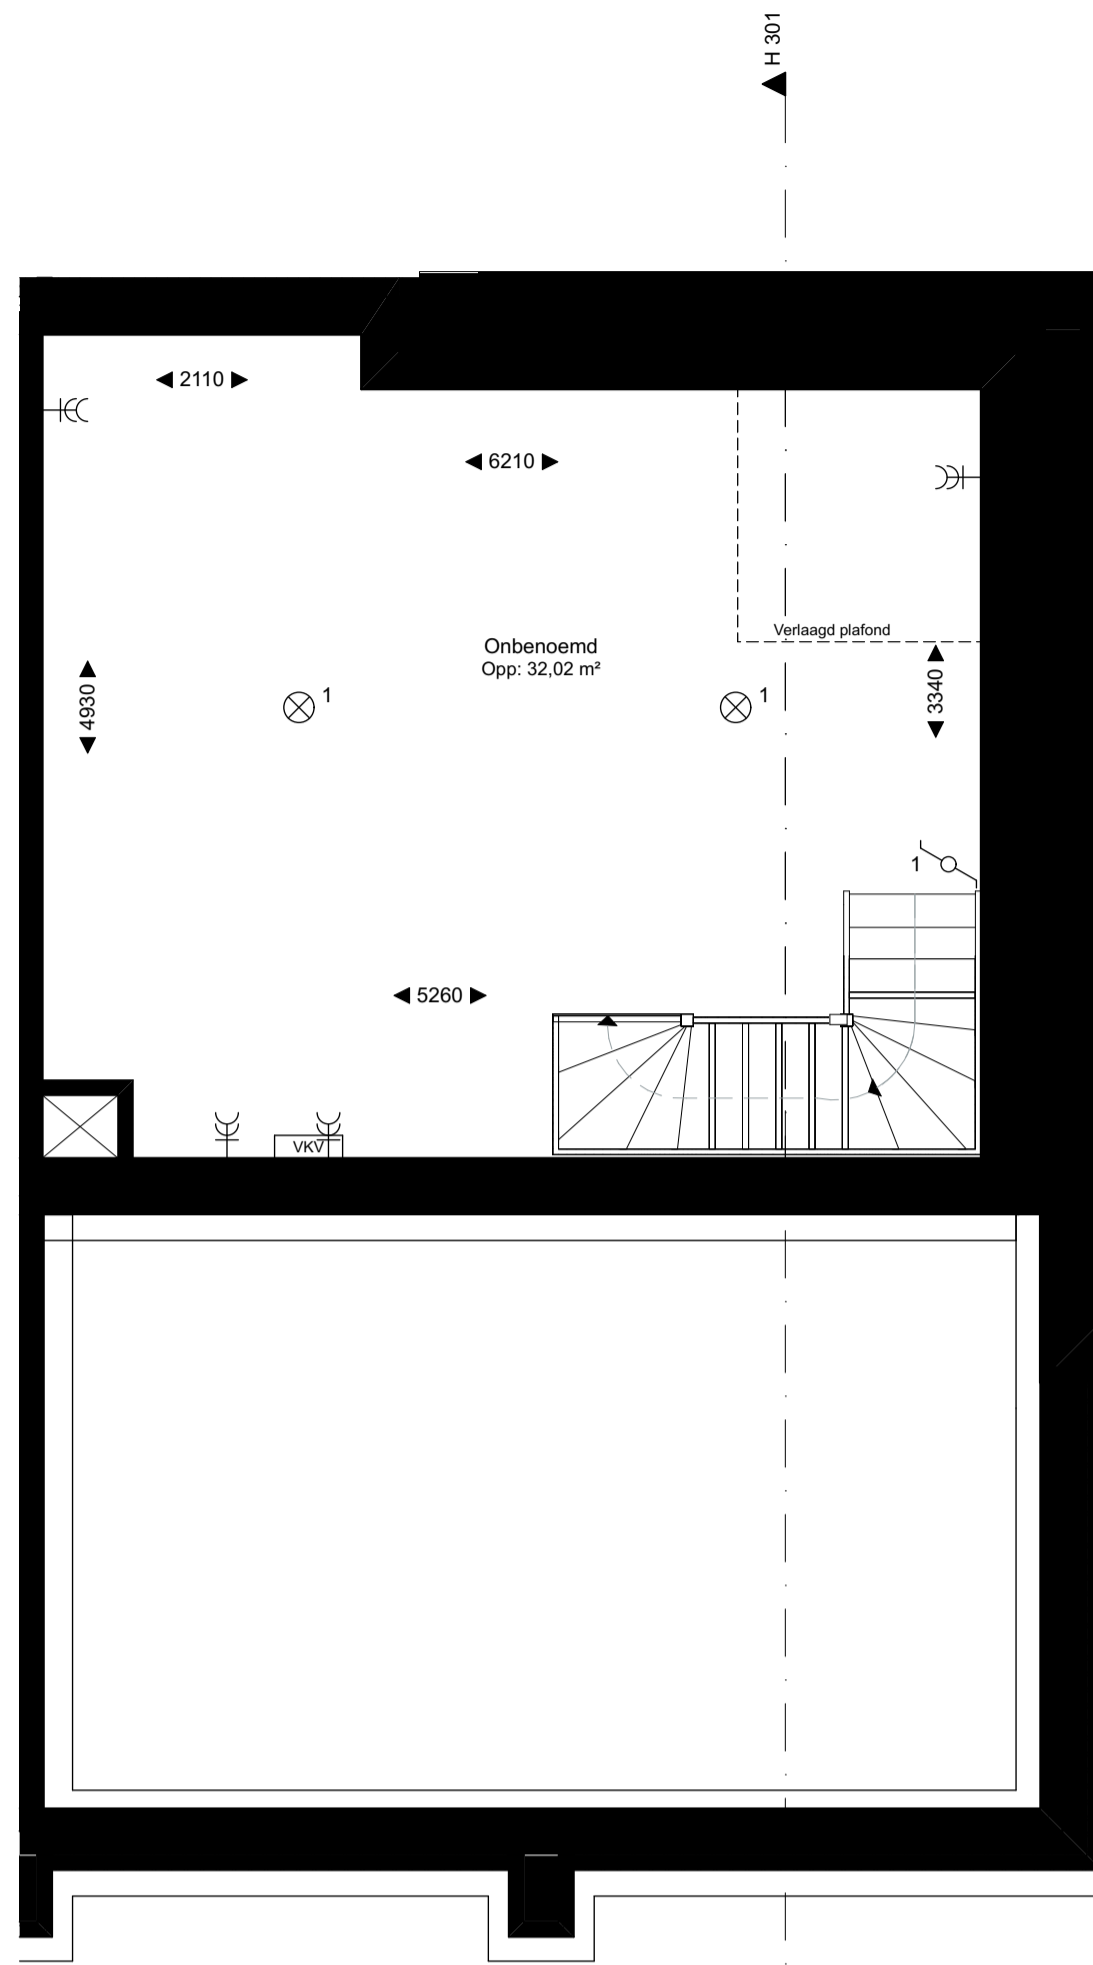 H 301
2110
6210
Verlaagd plafond
Onbenoemd
Opp: 32,02 m²
4930
1
1
3340
1
5260
VKV